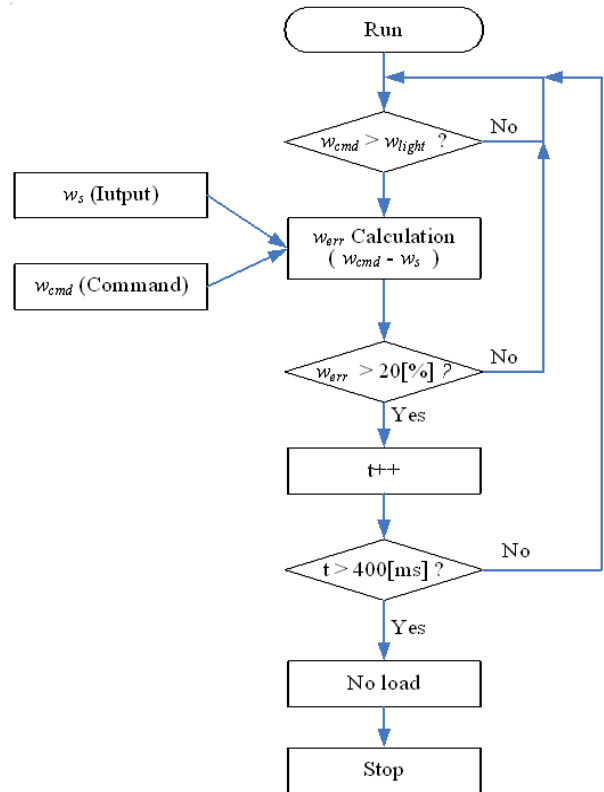 Run
w_cmd > w_light ?
No
w_s (Iutput)
w_err Calculation
( w_cmd - w_s )
w_cmd (Command)
w_err > 20[%] ?
No
Yes
t++
t > 400[ms] ?
No
Yes
No load
Stop